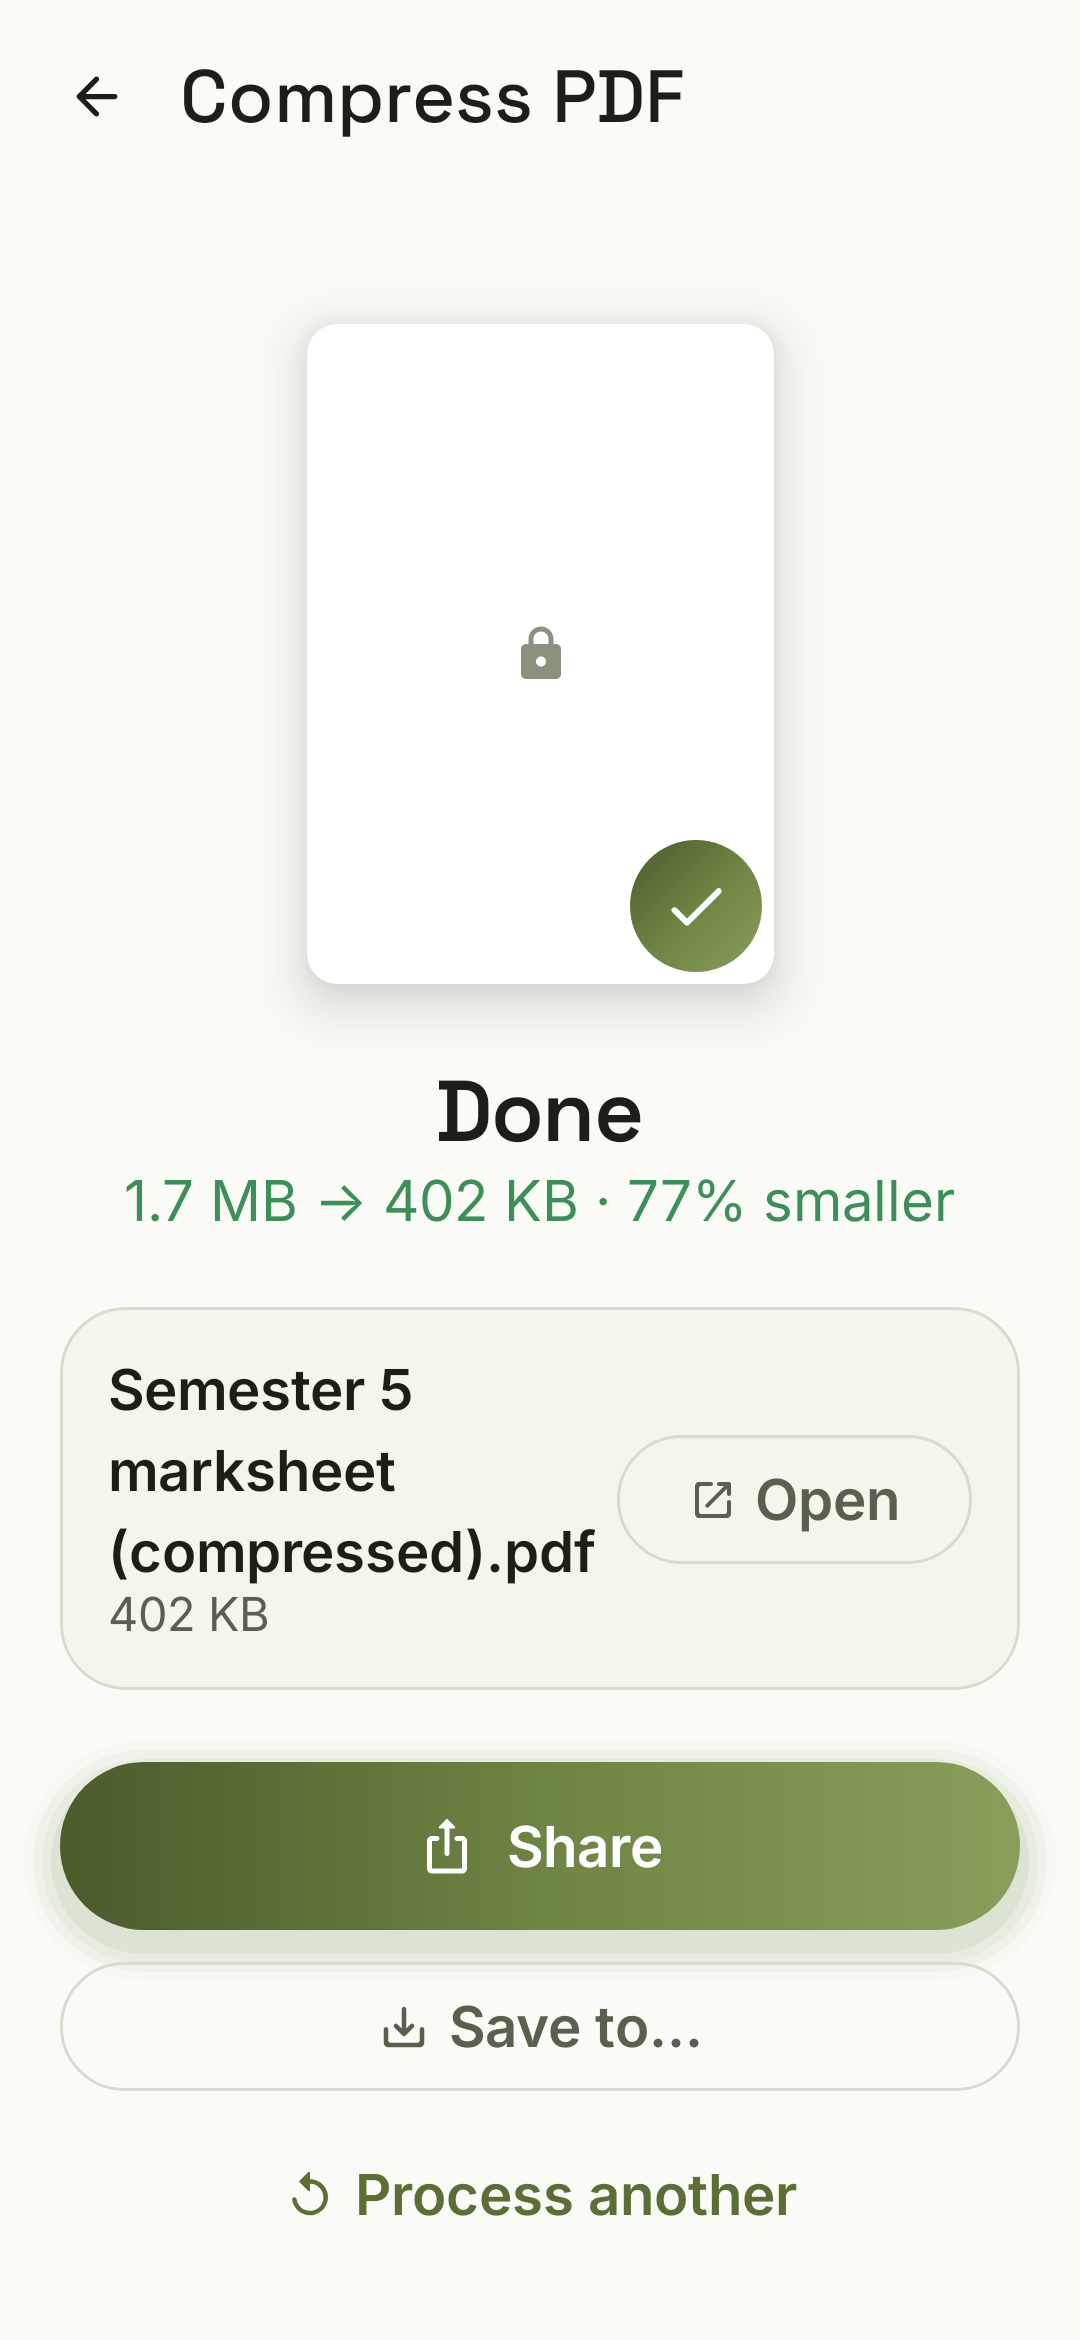 Compress PDF
Done
1.7 MB → 402 KB · 77% smaller
Semester 5
marksheet
(compressed).pdf
402 KB
Open
Share
Save to...
Process another